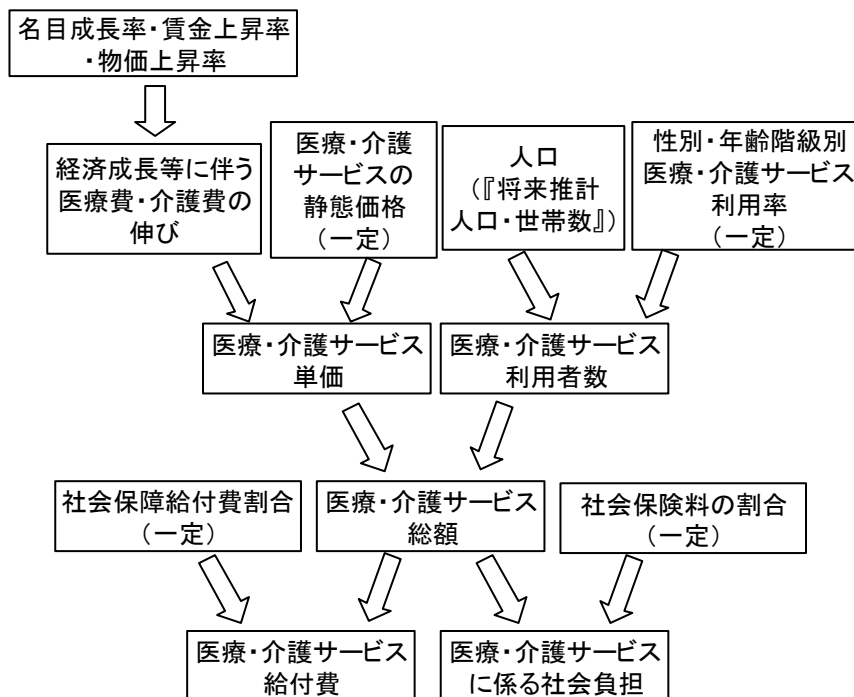 名目成長率・賃金上昇率
・物価上昇率
経済成長等に伴う
医療費・介護費の
伸び
医療・介護
サービスの
静態価格
(一定)
人口
(『将来推計
人口・世帯数』)
性別・年齢階級別
医療・介護サービス
利用率
(一定)
医療・介護サービス
単価
医療・介護サービス
利用者数
社会保障給付費割合
(一定)
医療・介護サービス
総額
社会保険料の割合
(一定)
医療・介護サービス
給付費
医療・介護サービス
に係る社会負担